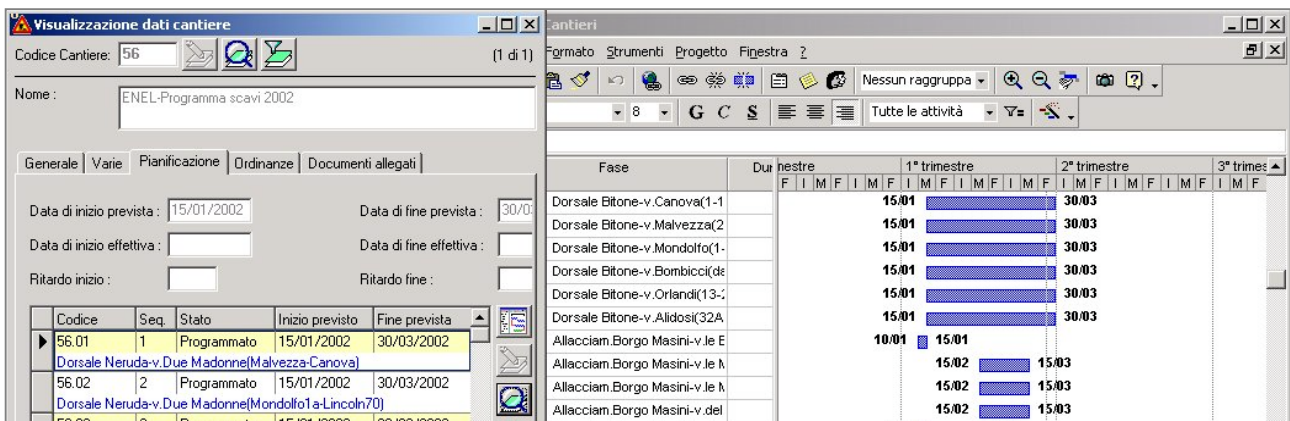 Visualizzazione dati cantiere
Codice Cantiere: 56
(1 di 1)
Nome :
ENEL-Programma scavi 2002
Generale Varie Pianificazione Ordinanze Documenti allegati
Data di inizio prevista : 15/01/2002 Data di fine prevista : 30/0
Data di inizio effettiva : Data di fine effettiva :
Ritardo inizio : Ritardo fine :
Codice Seq. Stato Inizio previsto Fine prevista
56.01 1 Programmato 15/01/2002 30/03/2002
Dorsale Neruda-v.Due Madonne(Malvezza-Canova)
56.02 2 Programmato 15/01/2002 30/03/2002
Dorsale Neruda-v.Due Madonne(Mondolfo1a-Lincoln70)
Cantieri
Formato Strumenti Progetto Finestra ?
Nessun raggruppa
8 G C S Tutte le attività
Fase Dur
nestre 1° trimestre 2° trimestre 3° trimes
F I M F I M F I M F I M F I M F I M F I M F I M F I M F
Dorsale Bitone-v.Canova(1-1 15/01 30/03
Dorsale Bitone-v.Malvezza(2 15/01 30/03
Dorsale Bitone-v.Mondolfo(1- 15/01 30/03
Dorsale Bitone-v.Bombicci(da 15/01 30/03
Dorsale Bitone-v.Orlandi(13- 15/01 30/03
Dorsale Bitone-v.Alidosi(32A 15/01 30/03
Allacciam.Borgo Masini-v.le 10/01 15/01
Allacciam.Borgo Masini-v.le 15/02 15/03
Allacciam.Borgo Masini-v.le 15/02 15/03
Allacciam.Borgo Masini-v.del 15/02 15/03